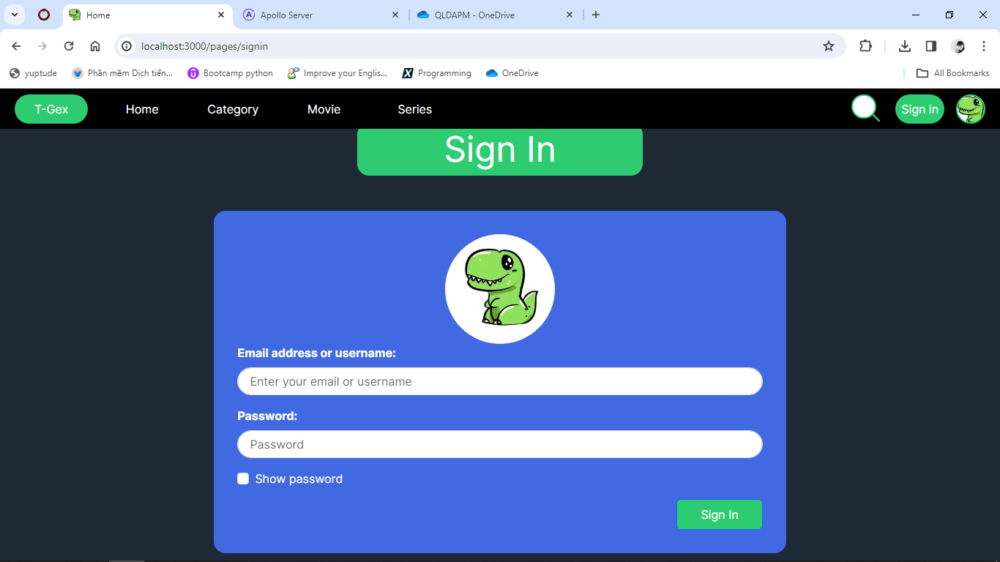 Home
Apollo Server
QLDAPM - OneDrive
localhost:3000/pages/signin
yuptude
Phần mềm Dịch tiến...
Bootcamp python
Improve your Englis...
Programming
OneDrive
All Bookmarks
T-Gex
Home
Category
Movie
Series
Sign in
Sign In
Email address or username:
Enter your email or username
Password:
Password
Show password
Sign In